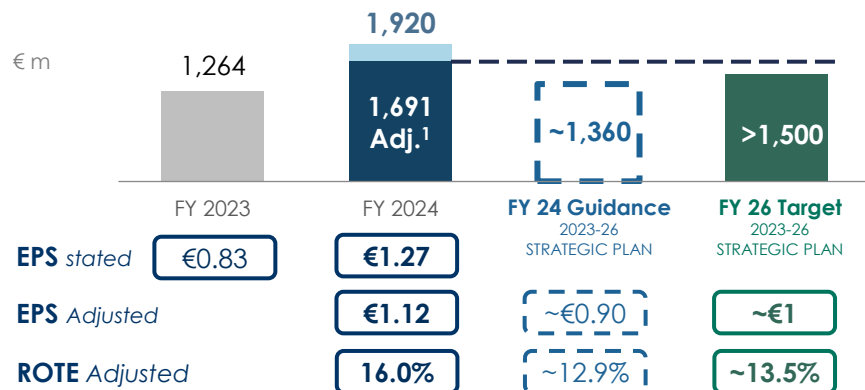 € m
1,264
1,920
1,691
Adj.1
~1,360
>1,500
FY 2023
FY 2024
FY 24 Guidance
2023-26
STRATEGIC PLAN
FY 26 Target
2023-26
STRATEGIC PLAN
EPS stated €0.83 €1.27
EPS Adjusted €1.12 ~€0.90 ~€1
ROTE Adjusted 16.0% ~12.9% ~13.5%